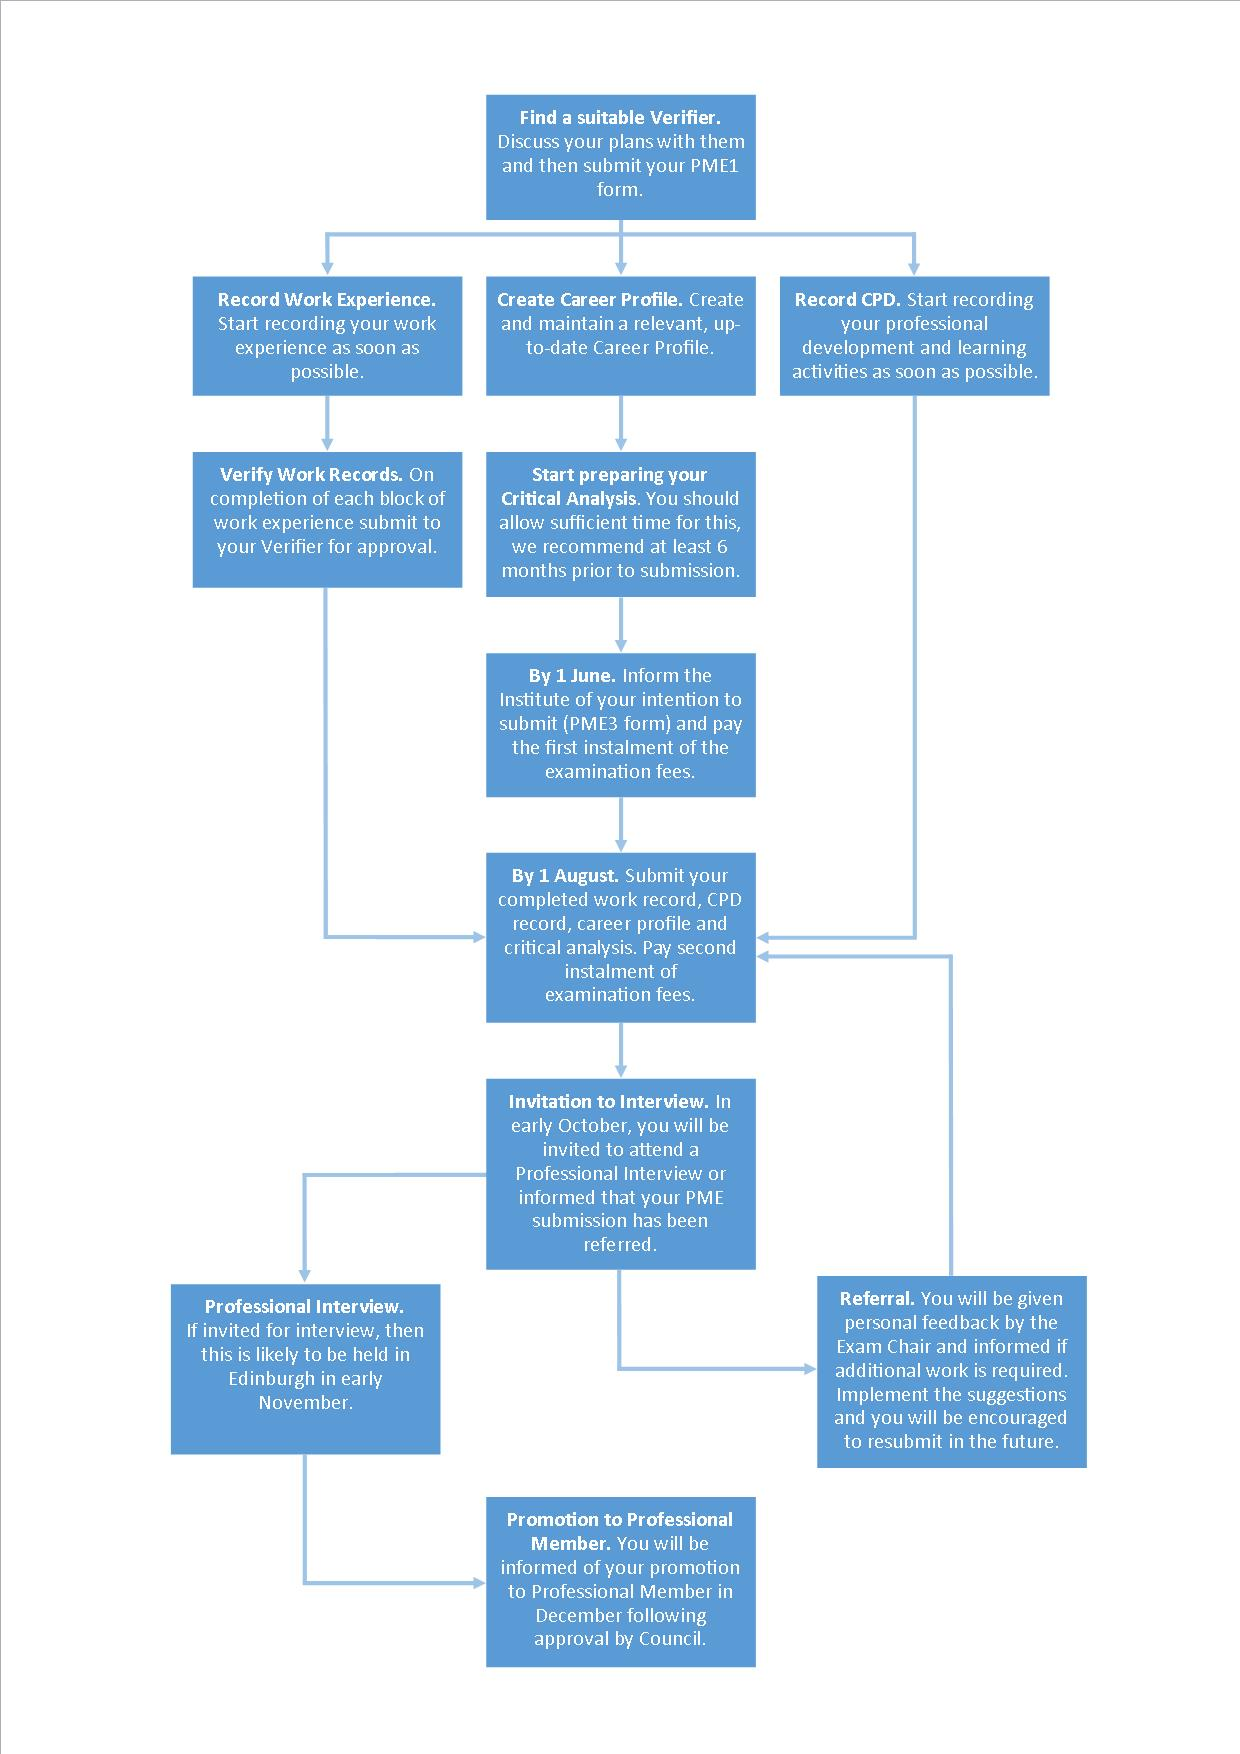 Find a suitable Verifier.
Discuss your plans with them
and then submit your PME1
form.
Record Work Experience.
Start recording your work
experience as soon as
possible.
Create Career Profile. Create
and maintain a relevant, up-
to-date Career Profile.
Record CPD. Start recording
your professional
development and learning
activities as soon as possible.
Verify Work Records. On
completion of each block of
work experience submit to
your Verifier for approval.
Start preparing your
Critical Analysis. You should
allow sufficient time for this,
we recommend at least 6
months prior to submission.
By 1 June. Inform the
Institute of your intention to
submit (PME3 form) and pay
the first instalment of the
examination fees.
By 1 August. Submit your
completed work record, CPD
record, career profile and
critical analysis. Pay second
instalment of
examination fees.
Invitation to Interview. In
early October, you will be
invited to attend a
Professional Interview or
informed that your PME
submission has been
referred.
Professional Interview.
If invited for interview, then
this is likely to be held in
Edinburgh in early
November.
Referral. You will be given
personal feedback by the
Exam Chair and informed if
additional work is required.
Implement the suggestions
and you will be encouraged
to resubmit in the future.
Promotion to Professional
Member. You will be
informed of your promotion
to Professional Member in
December following
approval by Council.